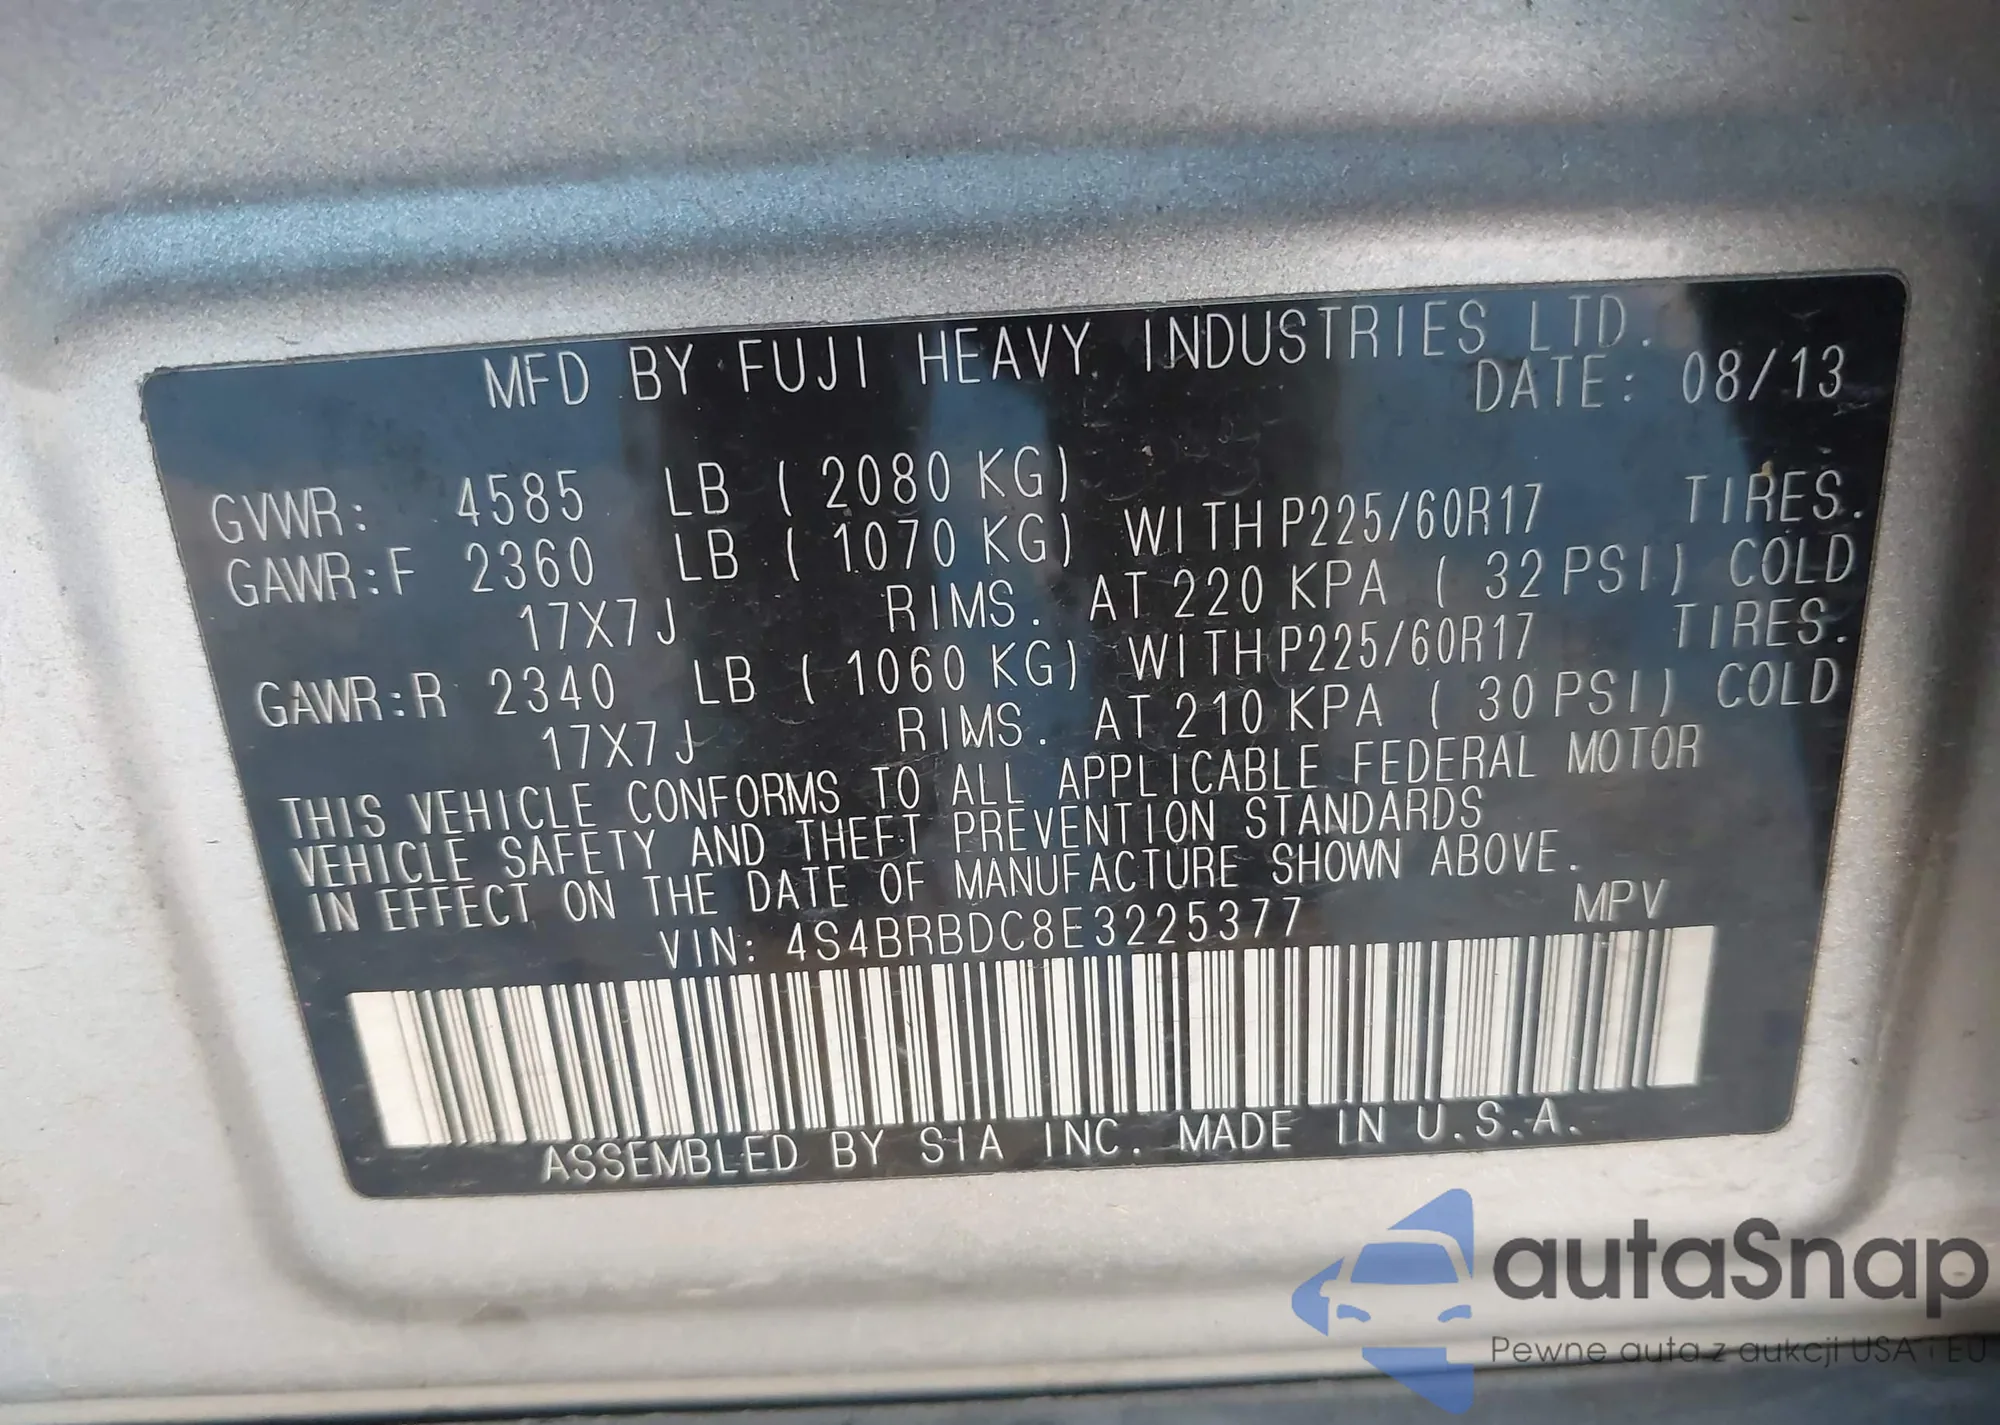 MFD BY FUJI HEAVY INDUSTRIES LTD.
DATE: 08/13
GVWR: 4585 LB ( 2080 KG)
GAWR:F 2360 LB ( 1070 KG) WITH P225/60R17 TIRES.
17X7J RIMS. AT 220 KPA ( 32 PSI) COLD
GAWR:R 2340 LB ( 1060 KG) WITH P225/60R17 TIRES.
17X7J RIMS. AT 210 KPA ( 30 PSI) COLD
THIS VEHICLE CONFORMS TO ALL APPLICABLE FEDERAL MOTOR
VEHICLE SAFETY AND THEFT PREVENTION STANDARDS
IN EFFECT ON THE DATE OF MANUFACTURE SHOWN ABOVE.
VIN: 4S4BRBDC8E3225377 MPV
ASSEMBLED BY SIA INC. MADE IN U.S.A.
autaSnap
Pewne auta z aukcji USA i EU